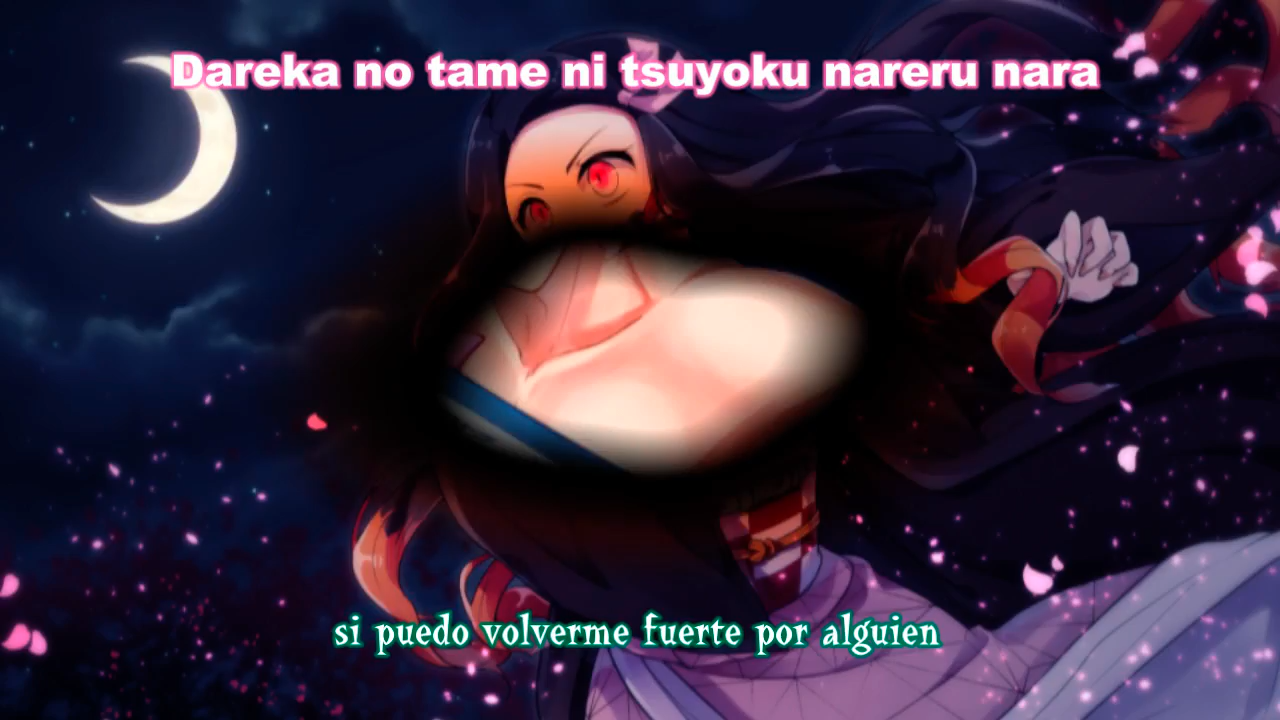 Dareka no tame ni tsuyoku nareru nara
si puedo volverme fuerte por alguien